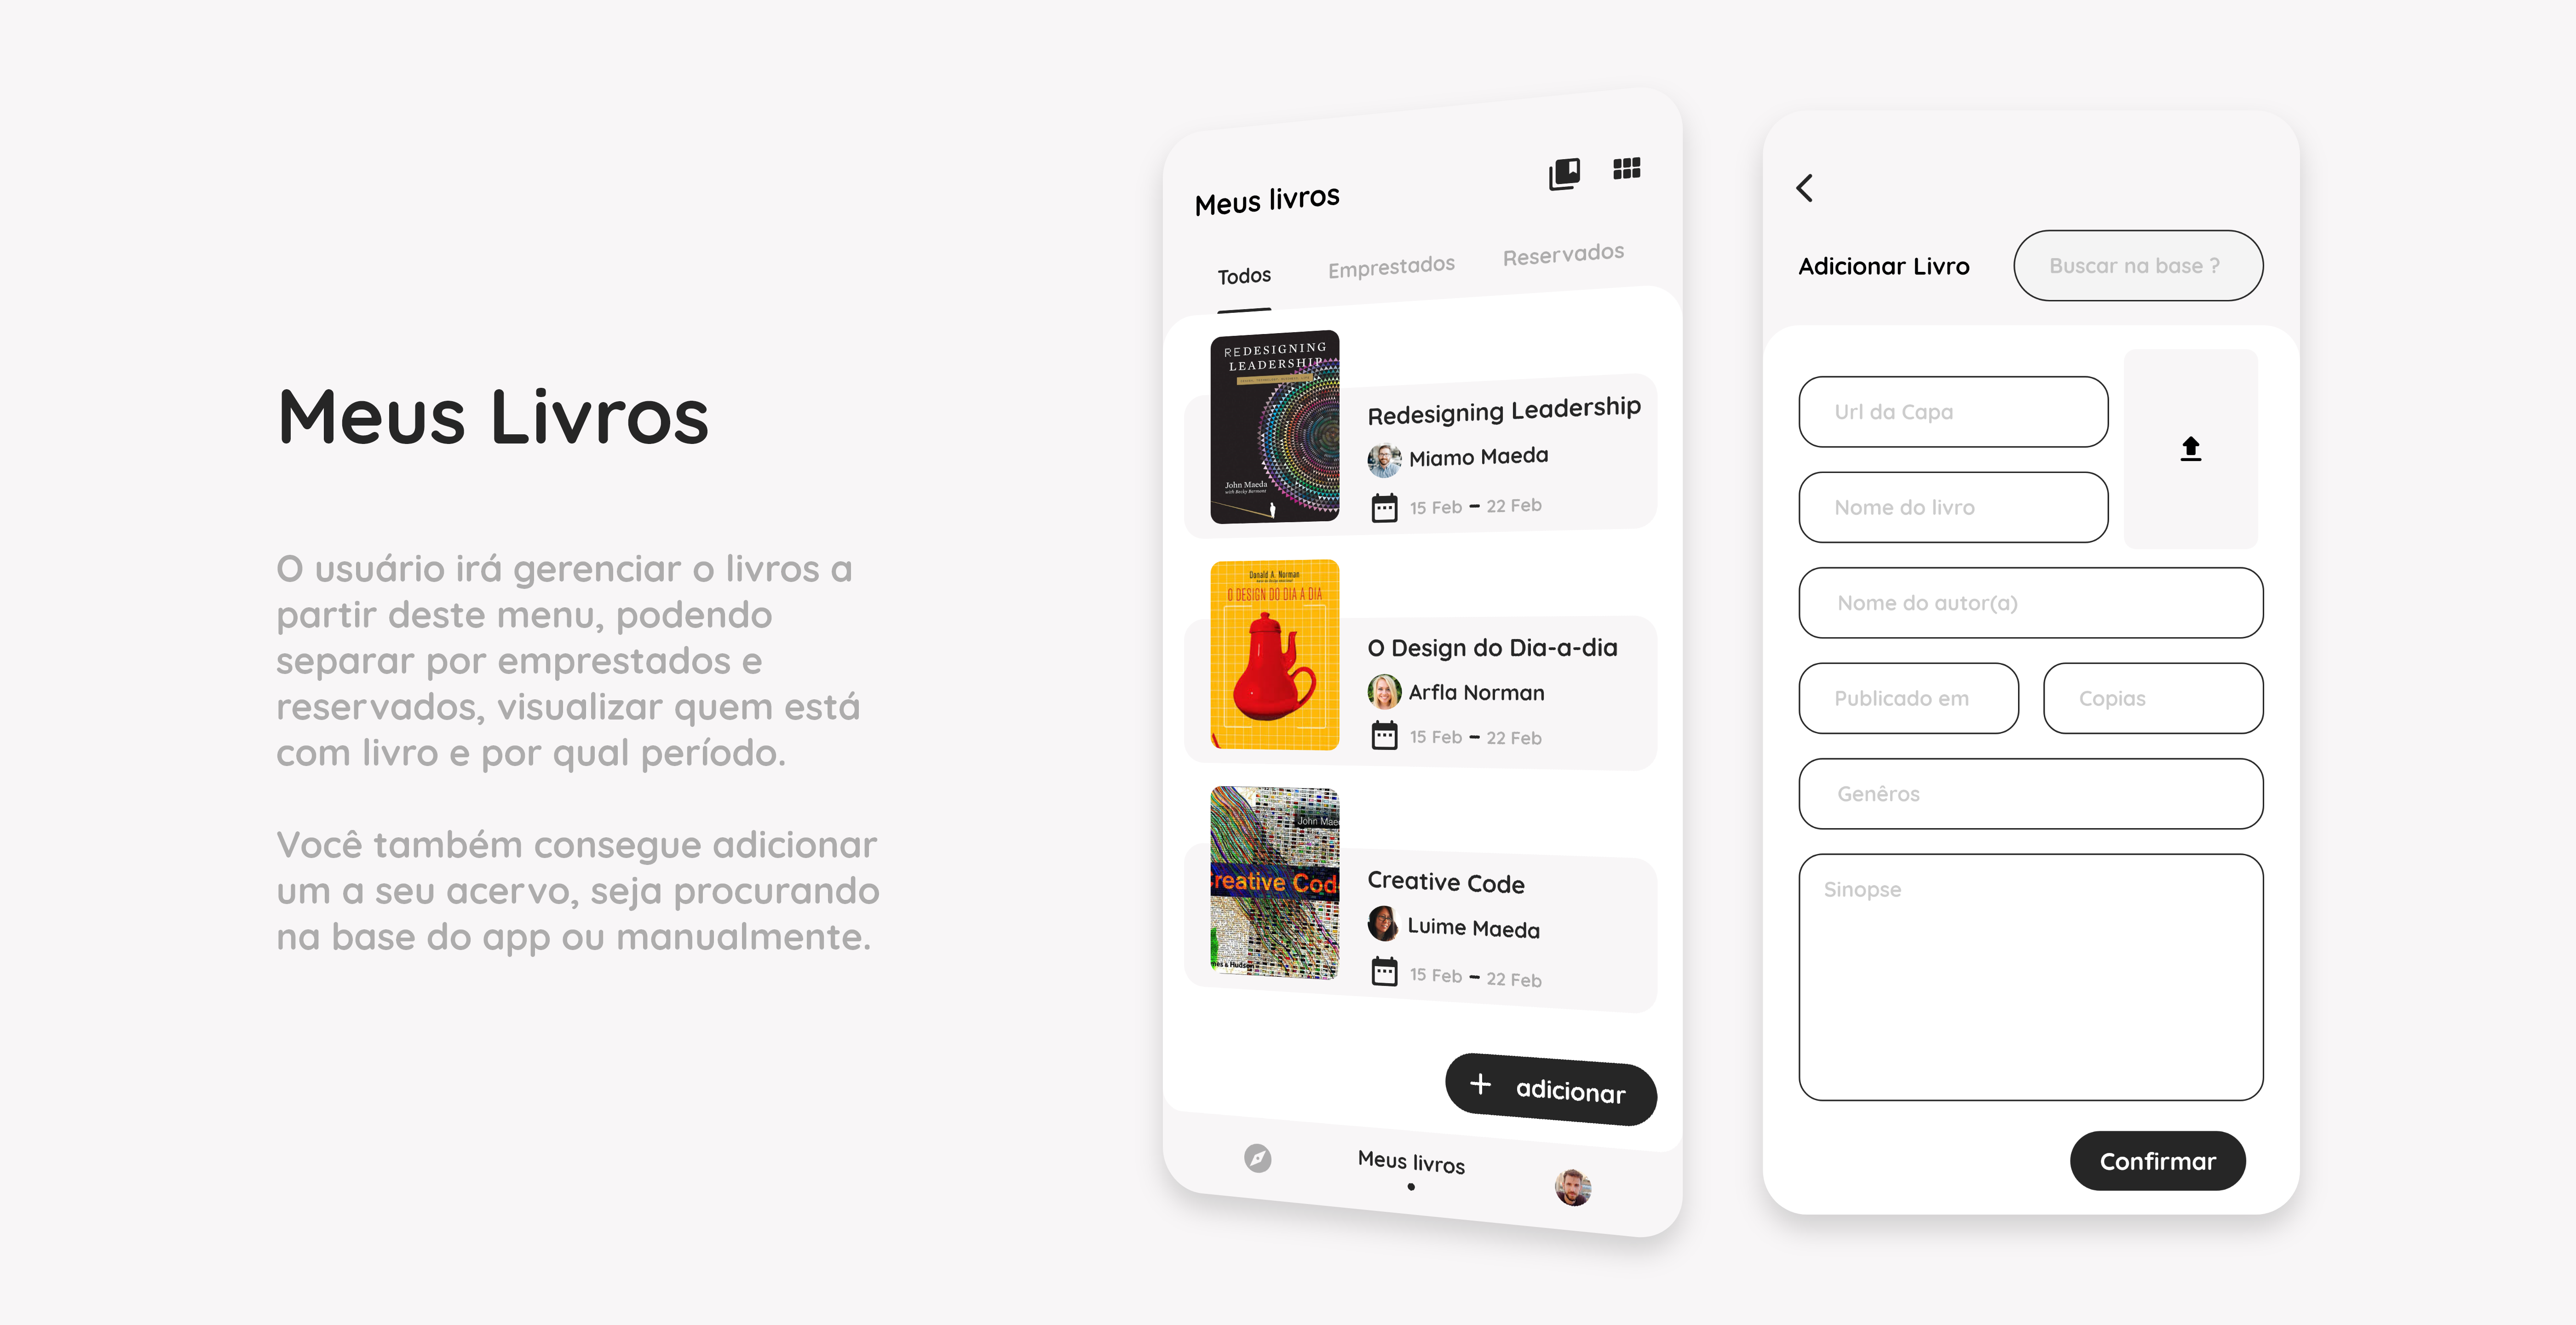 Meus Livros
O usuário irá gerenciar o livros a
partir deste menu, podendo
separar por emprestados e
reservados, visualizar quem está
com livro e por qual período.
Você também consegue adicionar
um a seu acervo, seja procurando
na base do app ou manualmente.
Meus livros
Todos
Emprestados
Reservados
REDESIGNING
LEADERSHIP
John Maeda
with Becky Bermont
Redesigning Leadership
Miamo Maeda
15 Feb – 22 Feb
Donald A. Norman
O DESIGN DO DIA A DIA
O Design do Dia-a-dia
Arfla Norman
15 Feb – 22 Feb
John Mae
reative Cod
mes & Huds
Creative Code
Luime Maeda
15 Feb – 22 Feb
+ adicionar
Meus livros
Adicionar Livro
Buscar na base ?
Url da Capa
Nome do livro
Nome do autor(a)
Publicado em
Copias
Genêros
Sinopse
Confirmar